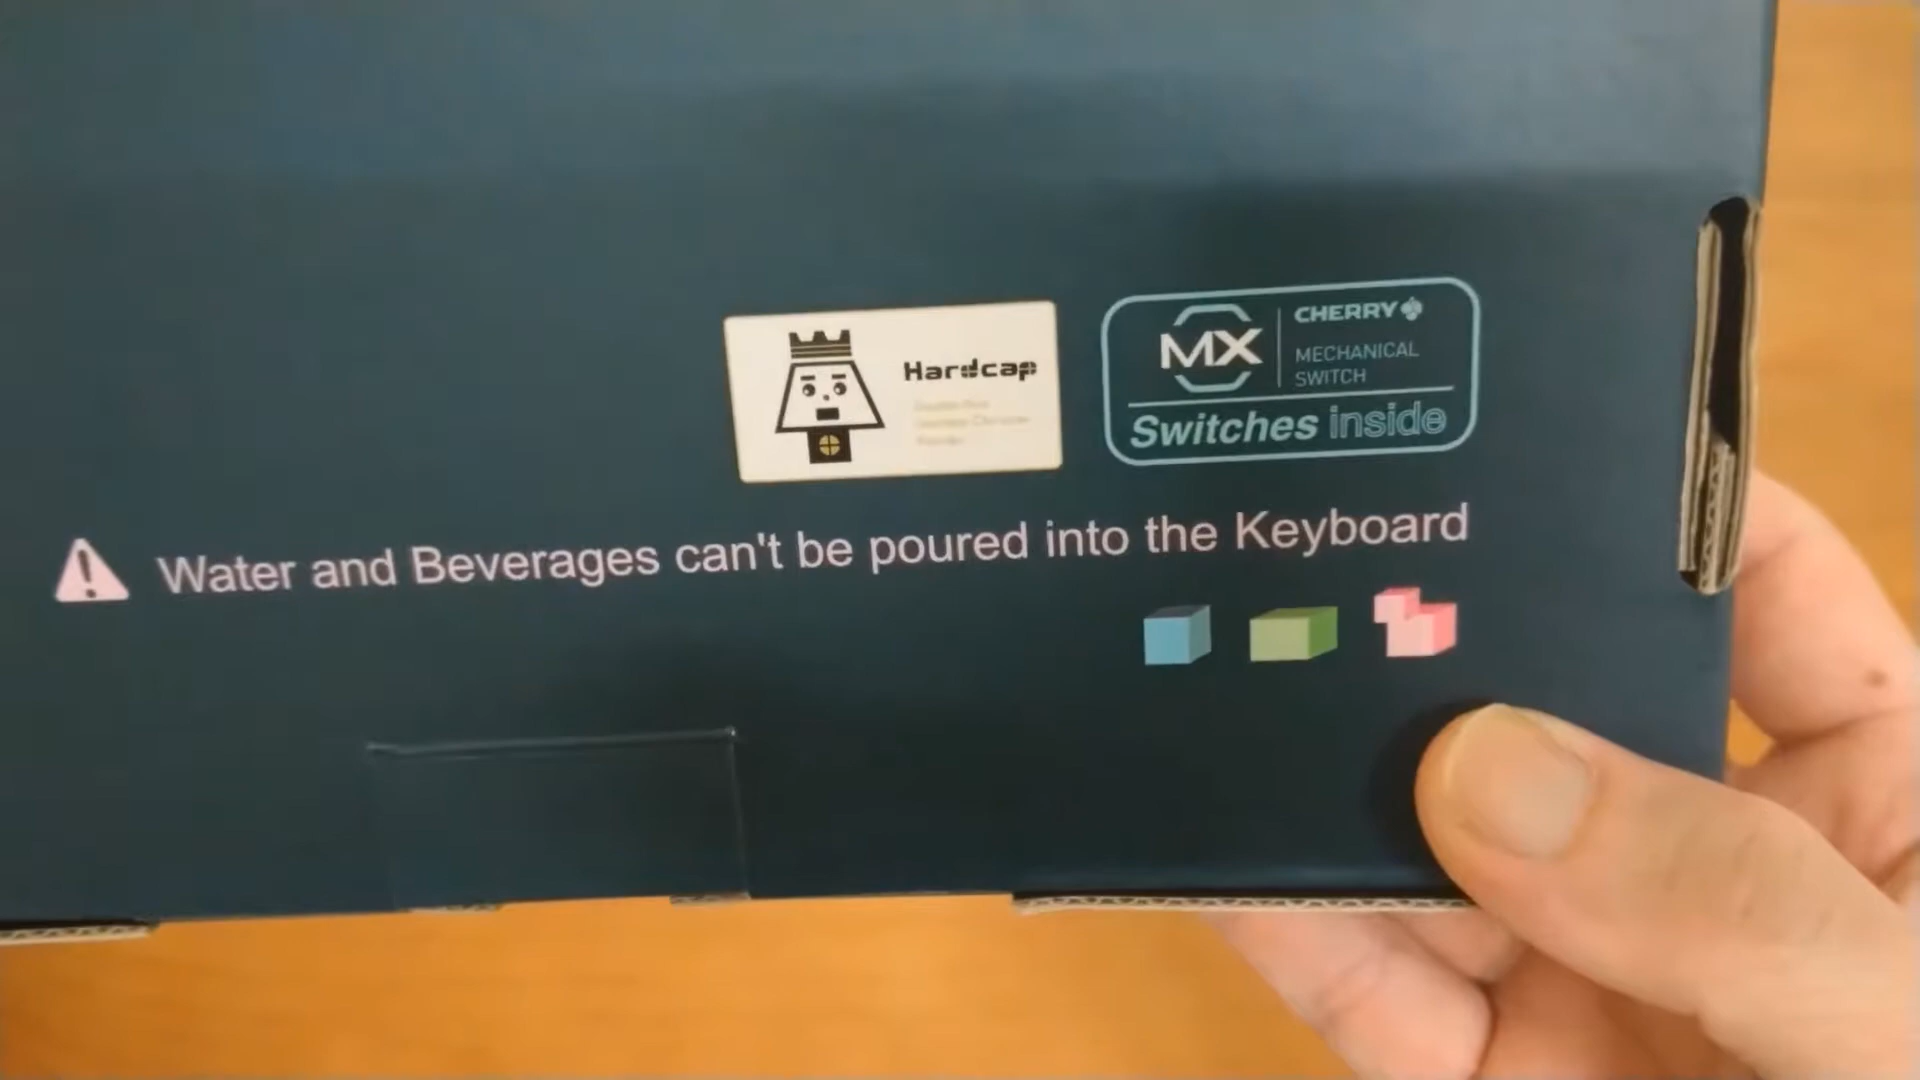 Hardcap
MX
CHERRY
MECHANICAL
SWITCH
Switches inside
Water and Beverages can't be poured into the Keyboard